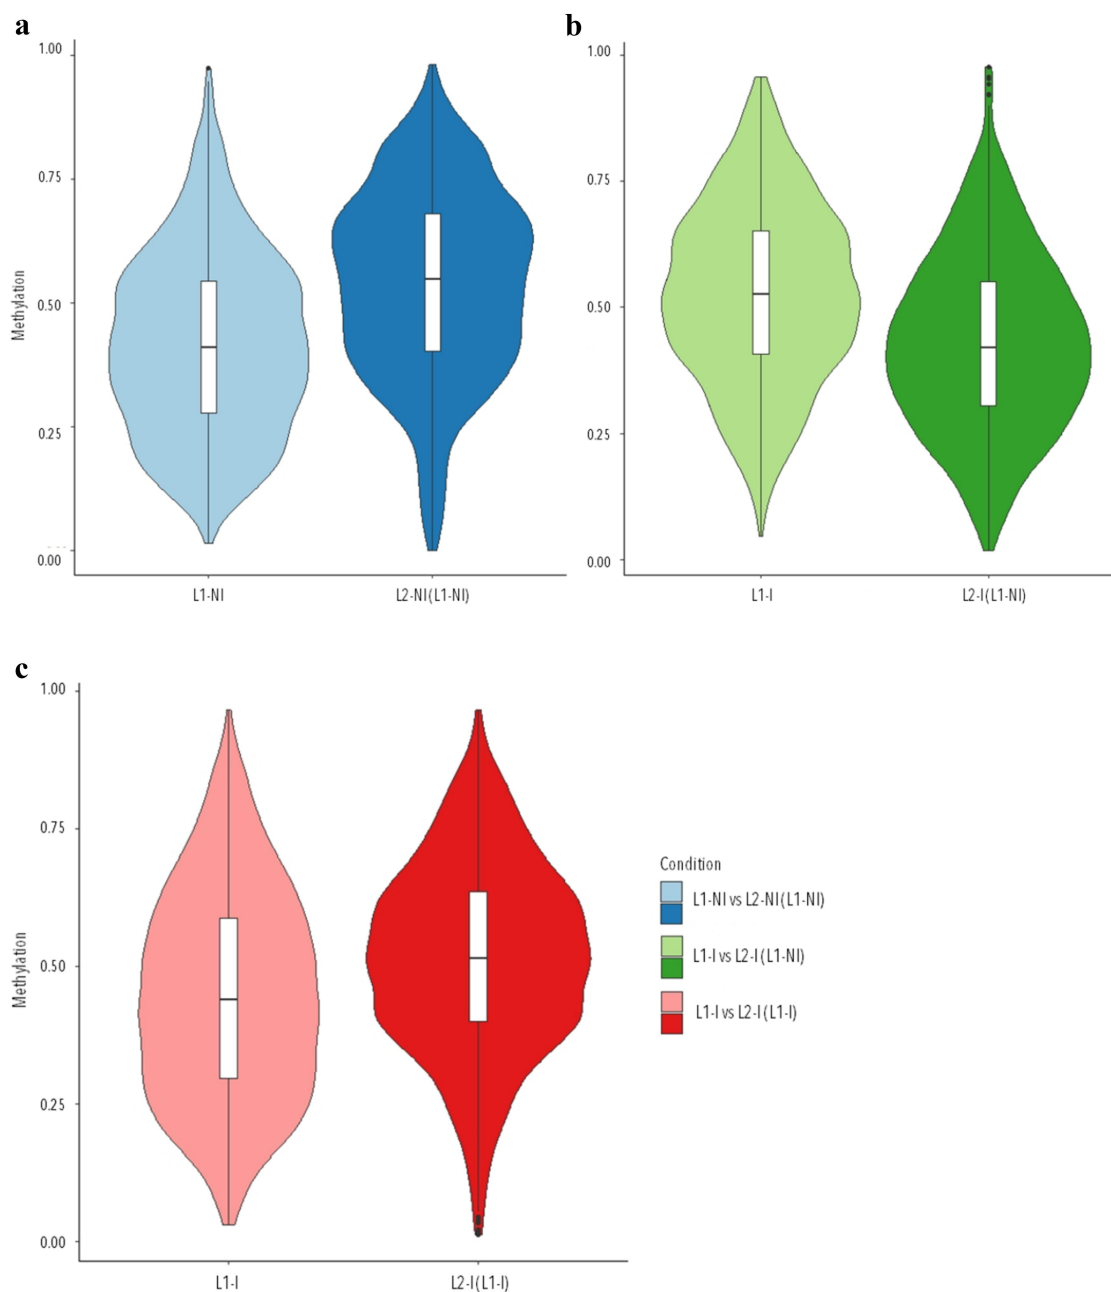 a
1.00
0.75
0.50
0.25
0.00
Methylation
L1-NI
L2-NI(L1-NI)
b
1.00
0.75
0.50
0.25
0.00
L1-I
L2-I(L1-NI)
c
1.00
0.75
0.50
0.25
0.00
Methylation
L1-I
L2-I(L1-I)
Condition
L1-NI vs L2-NI(L1-NI)
L1-I vs L2-I(L1-NI)
L1-I vs L2-I(L1-I)